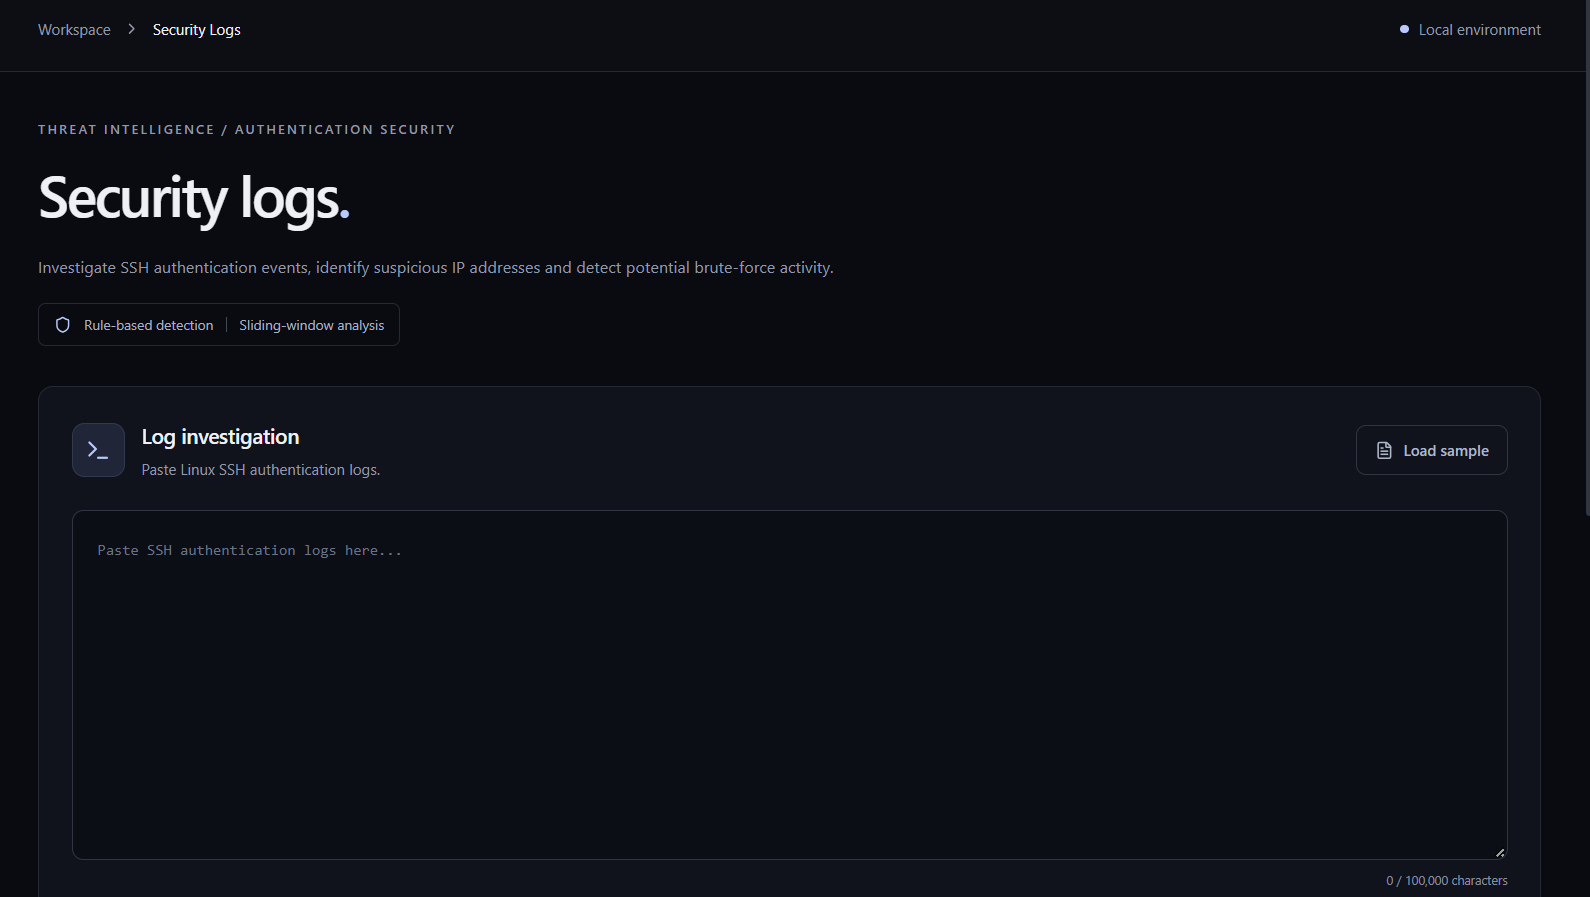 Workspace > Security Logs
Local environment
THREAT INTELLIGENCE / AUTHENTICATION SECURITY
Security logs.
Investigate SSH authentication events, identify suspicious IP addresses and detect potential brute-force activity.
Rule-based detection | Sliding-window analysis
>_
Log investigation
Paste Linux SSH authentication logs.
Load sample
Paste SSH authentication logs here...
0 / 100,000 characters